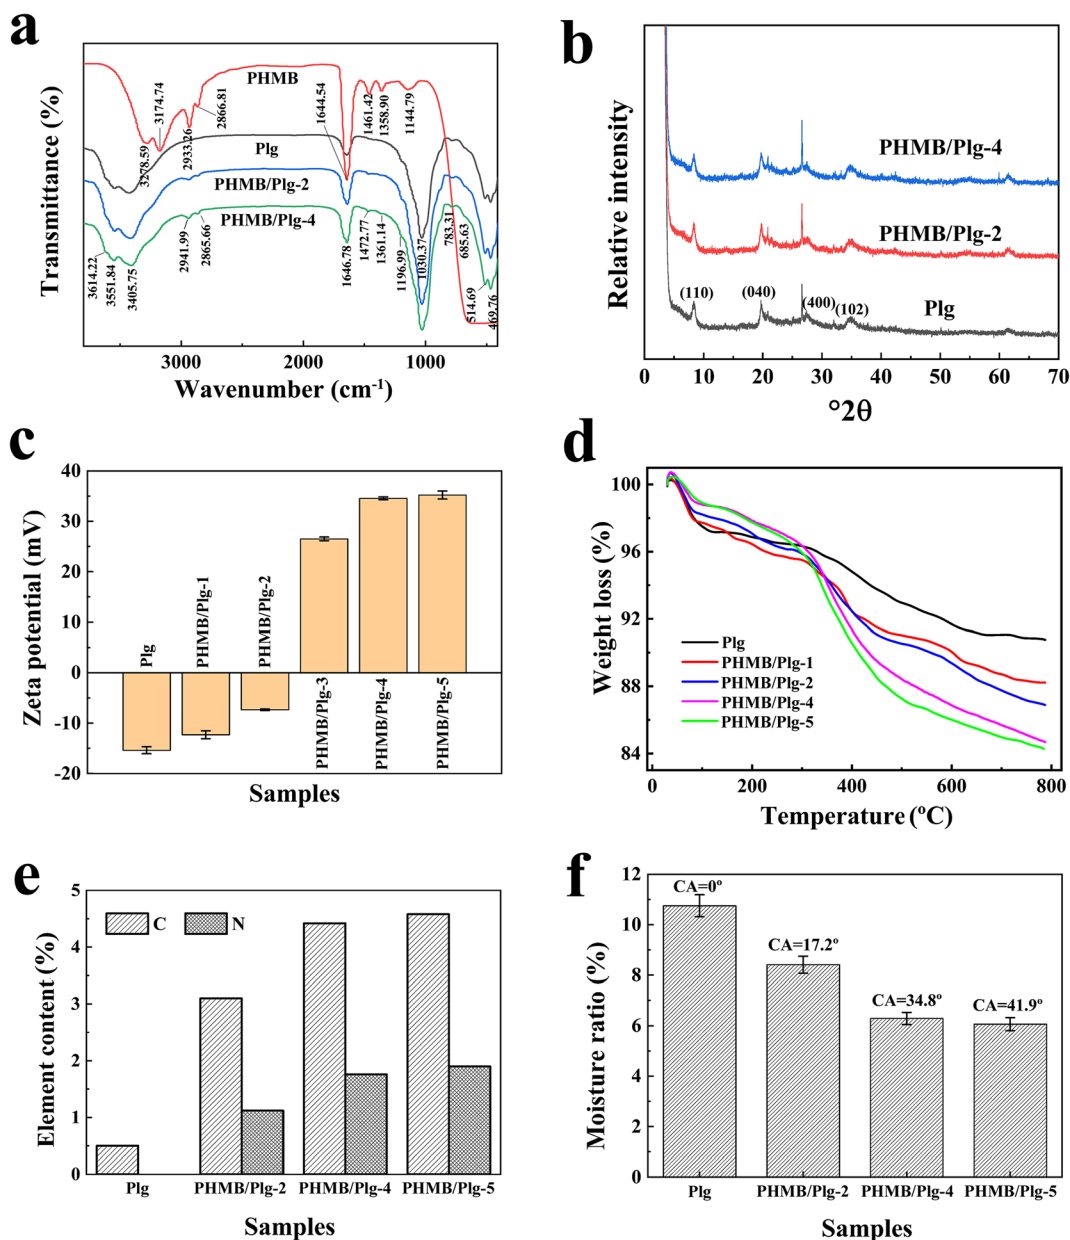 a
Transmittance (%)
PHMB
Plg
PHMB/Plg-2
PHMB/Plg-4
3278.59
3174.74
2933.26
2866.81
1644.54
1461.42
1358.90
1144.79
3614.22
3551.84
3405.75
2941.99
2865.66
1646.78
1472.77
1361.14
1196.99
1030.37
783.31
685.63
514.69
469.76
3000
2000
1000
Wavenumber (cm⁻¹)
b
Relative intensity
PHMB/Plg-4
PHMB/Plg-2
Plg
(110)
(040)
(400)
(102)
0 10 20 30 40 50 60 70
°2θ
c
Zeta potential (mV)
40
30
20
10
0
-10
-20
Plg
PHMB/Plg-1
PHMB/Plg-2
PHMB/Plg-3
PHMB/Plg-4
PHMB/Plg-5
Samples
d
Weight loss (%)
100
96
92
88
84
Plg
PHMB/Plg-1
PHMB/Plg-2
PHMB/Plg-4
PHMB/Plg-5
0 200 400 600 800
Temperature (ºC)
e
Element content (%)
5
4
3
2
1
0
C N
Plg PHMB/Plg-2 PHMB/Plg-4 PHMB/Plg-5
Samples
f
Moisture ratio (%)
12
10
8
6
4
2
0
CA=0º
CA=17.2º
CA=34.8º
CA=41.9º
Plg PHMB/Plg-2 PHMB/Plg-4 PHMB/Plg-5
Samples